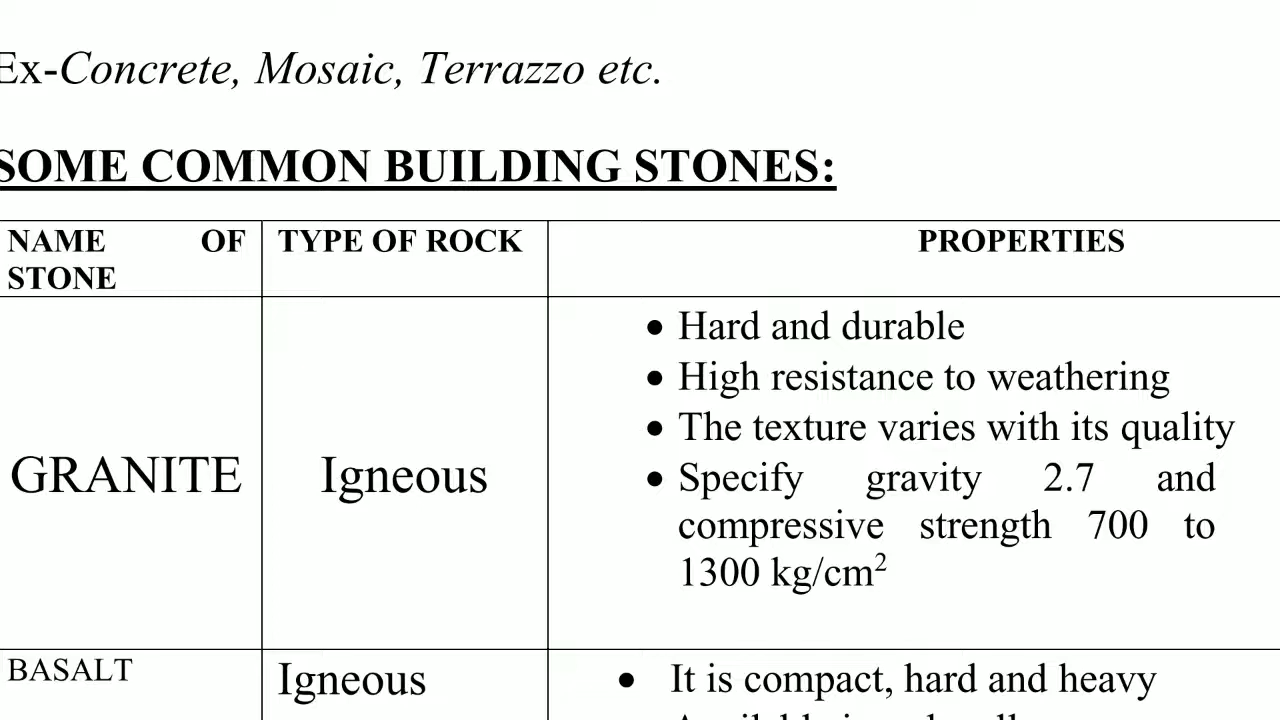 Ex-Concrete, Mosaic, Terrazzo etc.
SOME COMMON BUILDING STONES:
NAME OF STONE
TYPE OF ROCK
PROPERTIES
GRANITE
Igneous
• Hard and durable
• High resistance to weathering
• The texture varies with its quality
• Specify gravity 2.7 and
compressive strength 700 to
1300 kg/cm²
BASALT
Igneous
• It is compact, hard and heavy